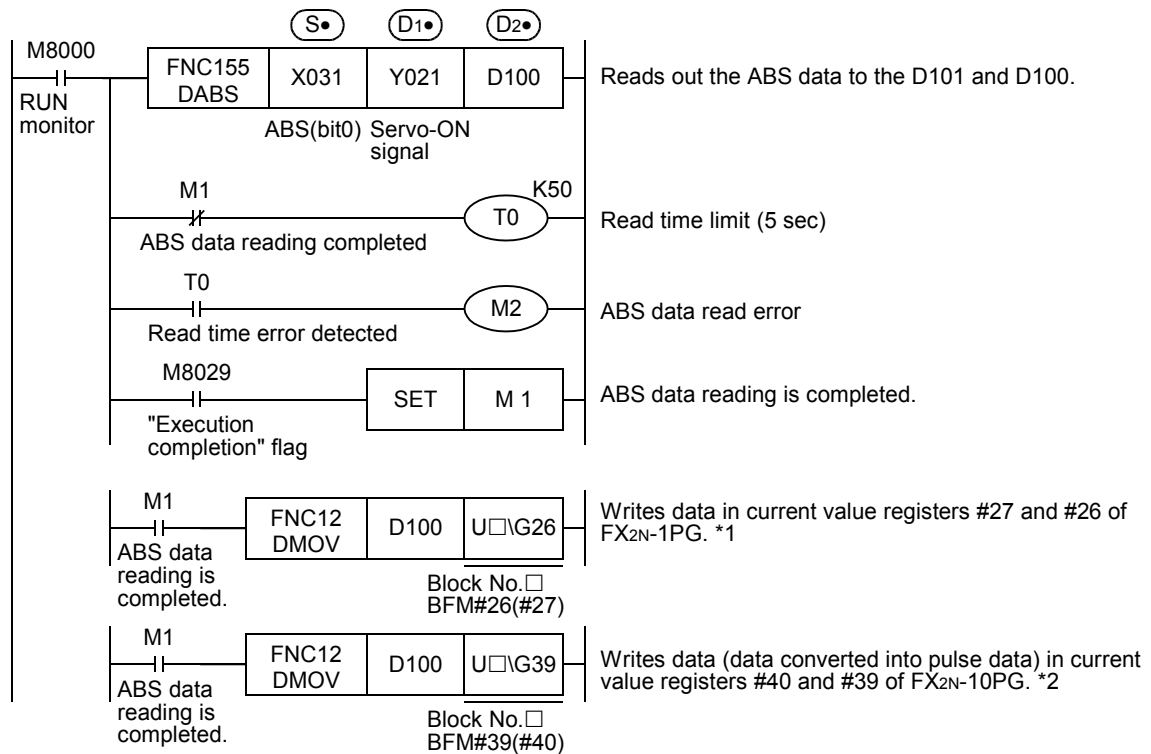 S• D1• D2•
M8000
RUN
monitor
FNC155
DABS
X031
Y021
D100
Reads out the ABS data to the D101 and D100.
ABS(bit0)
Servo-ON
signal
M1
K50
T0
Read time limit (5 sec)
ABS data reading completed
T0
M2
ABS data read error
Read time error detected
M8029
SET
M 1
ABS data reading is completed.
"Execution
completion" flag
M1
FNC12
DMOV
D100
U□\G26
Writes data in current value registers #27 and #26 of
FX2N-1PG. *1
ABS data
reading is
completed.
Block No.□
BFM#26(#27)
M1
FNC12
DMOV
D100
U□\G39
Writes data (data converted into pulse data) in current
value registers #40 and #39 of FX2N-10PG. *2
ABS data
reading is
completed.
Block No.□
BFM#39(#40)